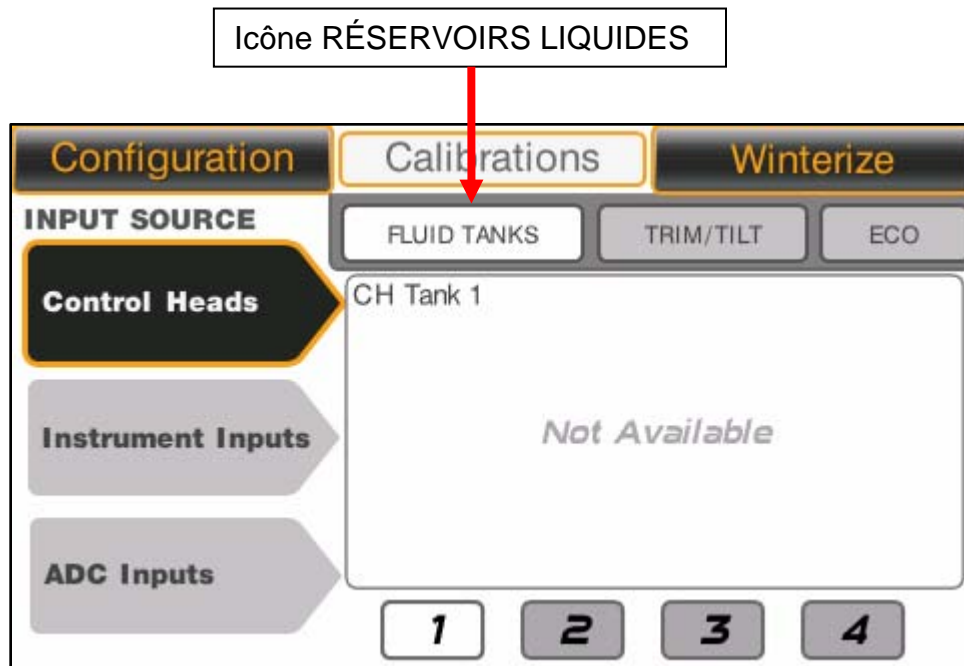 Icône RÉSERVOIRS LIQUIDES
Configuration Calibrations Winterize
INPUT SOURCE
FLUID TANKS TRIM/TILT ECO
Control Heads
CH Tank 1
Instrument Inputs
Not Available
ADC Inputs
1 2 3 4